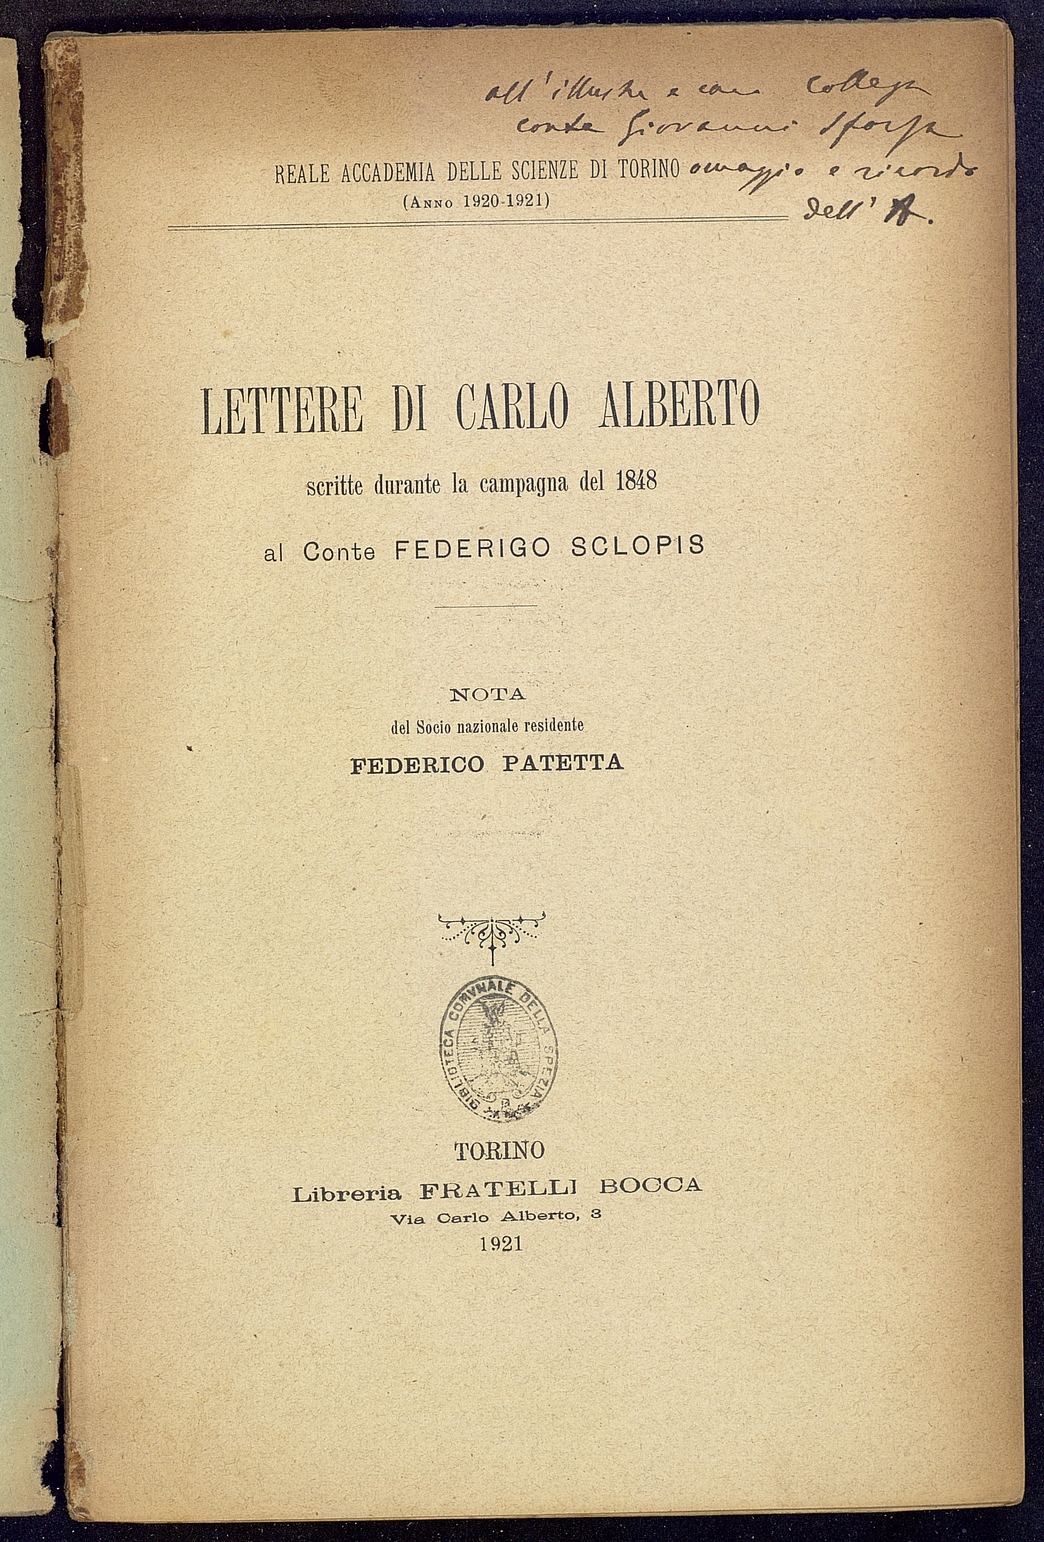 all'illustre e caro Collega
conte Giovanni Sforza
omaggio e ricordo
dell'A.
REALE ACCADEMIA DELLE SCIENZE DI TORINO
(Anno 1920-1921)
LETTERE DI CARLO ALBERTO
scritte durante la campagna del 1848
al Conte FEDERIGO SCLOPIS
NOTA
del Socio nazionale residente
FEDERICO PATETTA
BIBLIOTECA COMVNALE DELLA SPEZIA
TORINO
Libreria FRATELLI BOCCA
Via Carlo Alberto, 3
1921